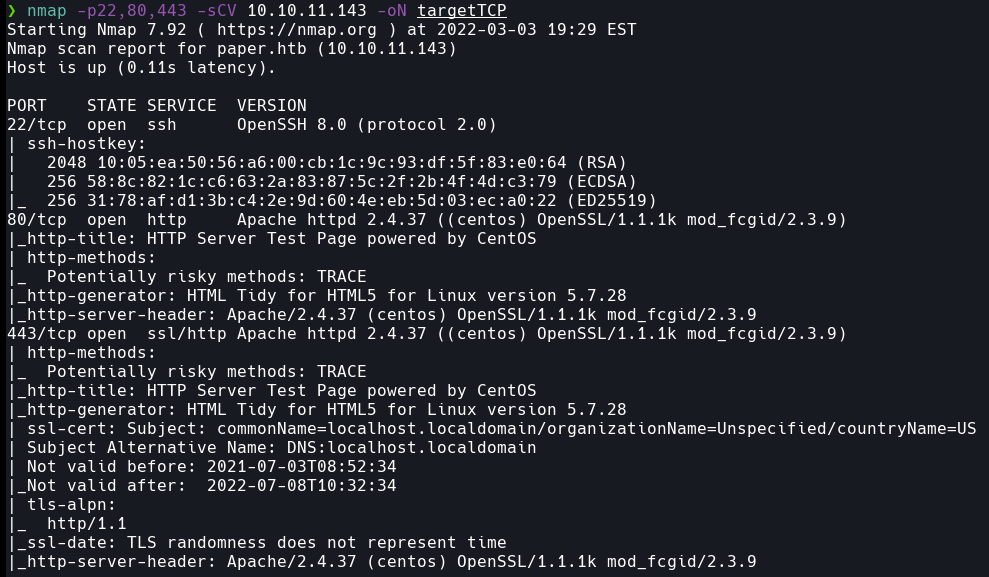 ❯ nmap -p22,80,443 -sCV 10.10.11.143 -oN targetTCP
Starting Nmap 7.92 ( https://nmap.org ) at 2022-03-03 19:29 EST
Nmap scan report for paper.htb (10.10.11.143)
Host is up (0.11s latency).

PORT    STATE SERVICE  VERSION
22/tcp  open  ssh      OpenSSH 8.0 (protocol 2.0)
| ssh-hostkey:
|   2048 10:05:ea:50:56:a6:00:cb:1c:9c:93:df:5f:83:e0:64 (RSA)
|   256 58:8c:82:1c:c6:63:2a:83:87:5c:2f:2b:4f:4d:c3:79 (ECDSA)
|_  256 31:78:af:d1:3b:c4:2e:9d:60:4e:eb:5d:03:ec:a0:22 (ED25519)
80/tcp  open  http     Apache httpd 2.4.37 ((centos) OpenSSL/1.1.1k mod_fcgid/2.3.9)
|_http-title: HTTP Server Test Page powered by CentOS
| http-methods:
|_  Potentially risky methods: TRACE
|_http-generator: HTML Tidy for HTML5 for Linux version 5.7.28
|_http-server-header: Apache/2.4.37 (centos) OpenSSL/1.1.1k mod_fcgid/2.3.9
443/tcp open  ssl/http Apache httpd 2.4.37 ((centos) OpenSSL/1.1.1k mod_fcgid/2.3.9)
| http-methods:
|_  Potentially risky methods: TRACE
|_http-title: HTTP Server Test Page powered by CentOS
|_http-generator: HTML Tidy for HTML5 for Linux version 5.7.28
| ssl-cert: Subject: commonName=localhost.localdomain/organizationName=Unspecified/countryName=US
| Subject Alternative Name: DNS:localhost.localdomain
| Not valid before: 2021-07-03T08:52:34
|_Not valid after:  2022-07-08T10:32:34
| tls-alpn:
|_  http/1.1
|_ssl-date: TLS randomness does not represent time
|_http-server-header: Apache/2.4.37 (centos) OpenSSL/1.1.1k mod_fcgid/2.3.9